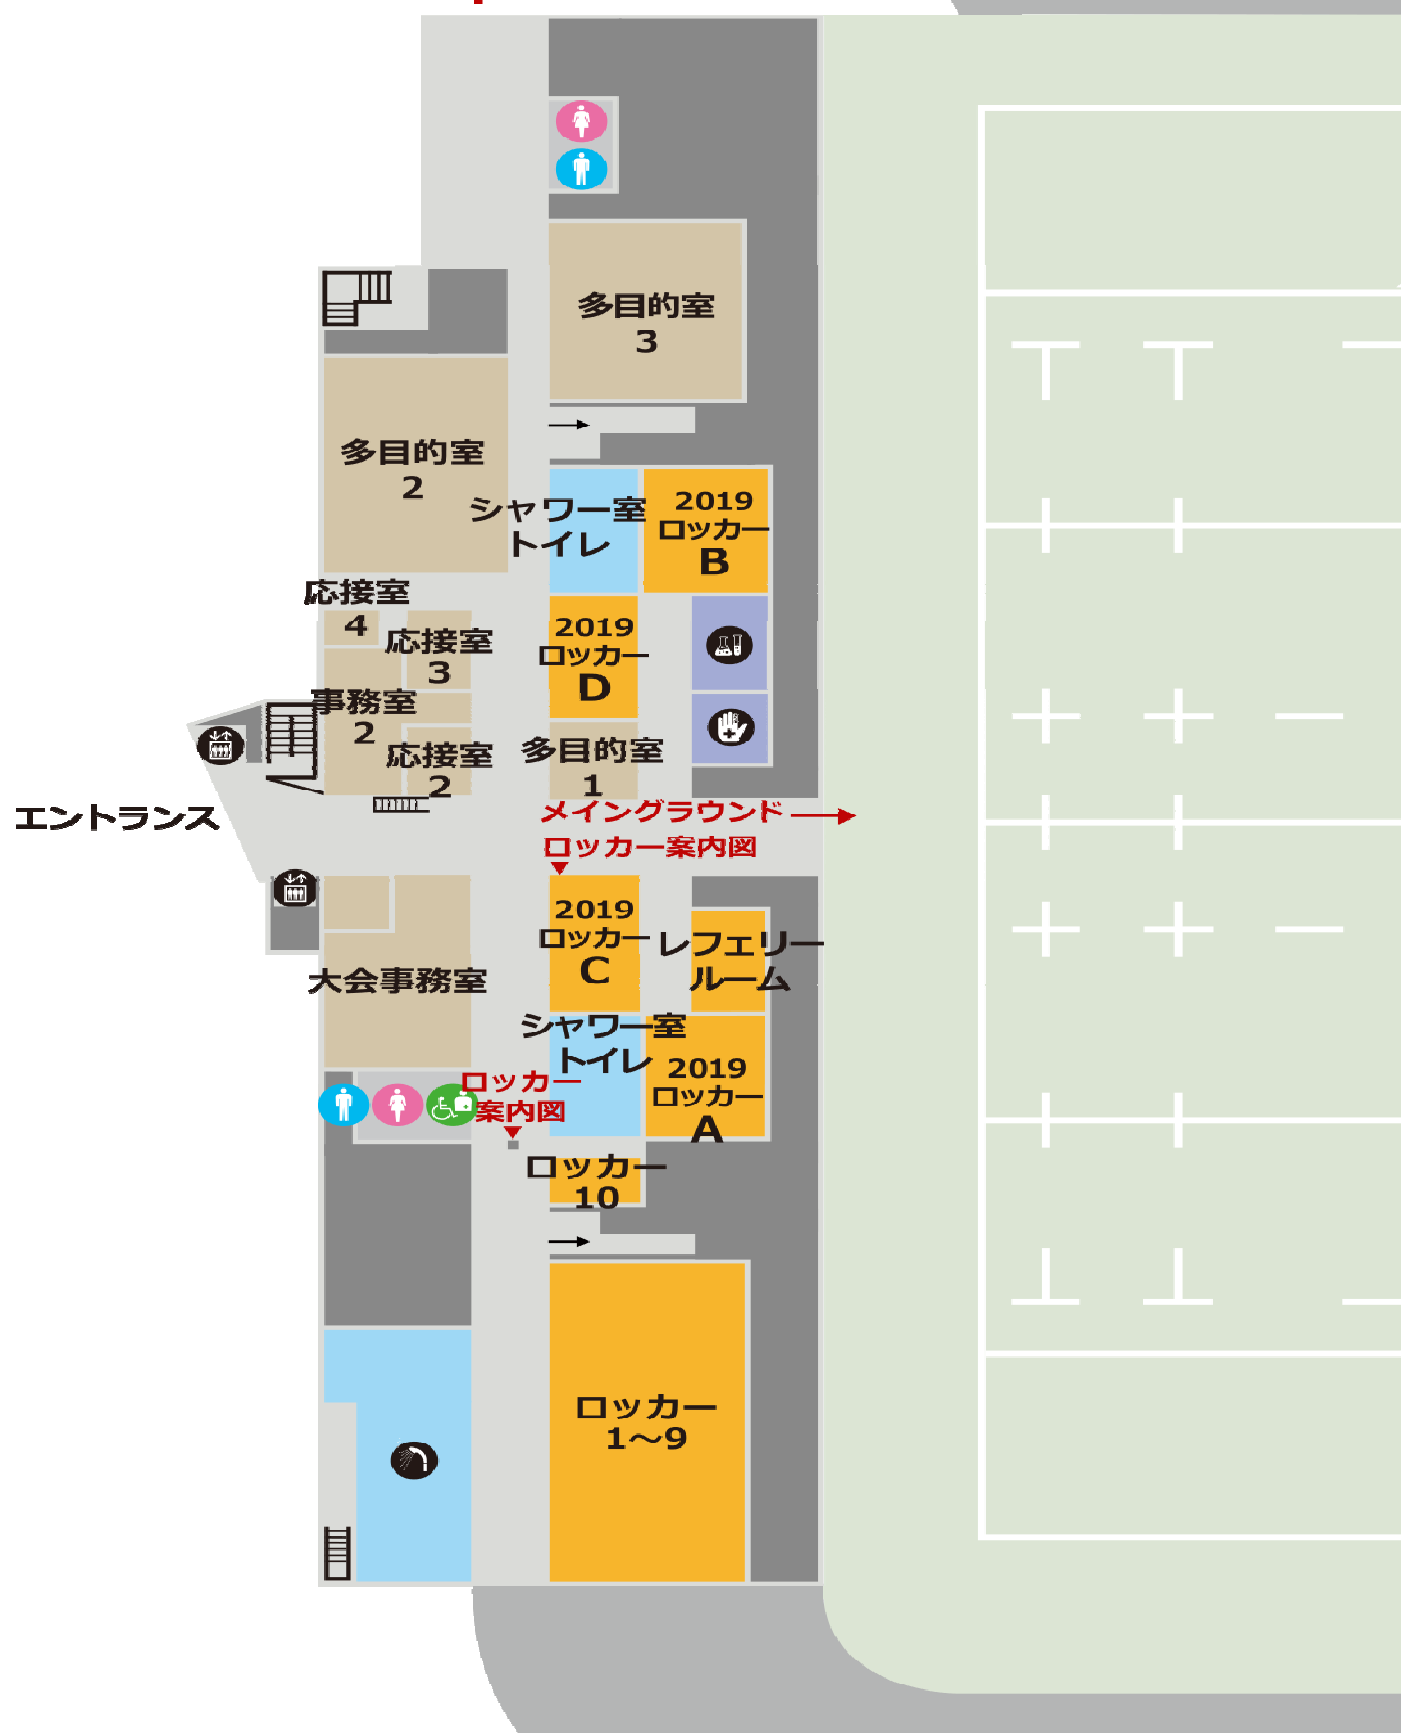 多目的室
3
多目的室
2
シャワー室
トイレ
2019
ロッカー
B
応接室
4
応接室
3
2019
ロッカー
D
事務室
2
応接室
2
多目的室
1
エントランス
メイングラウンド
ロッカー案内図
2019
ロッカー
C
レフェリー
ルーム
大会事務室
シャワー室
トイレ
2019
ロッカー
A
ロッカー
案内図
ロッカー
10
ロッカー
1～9